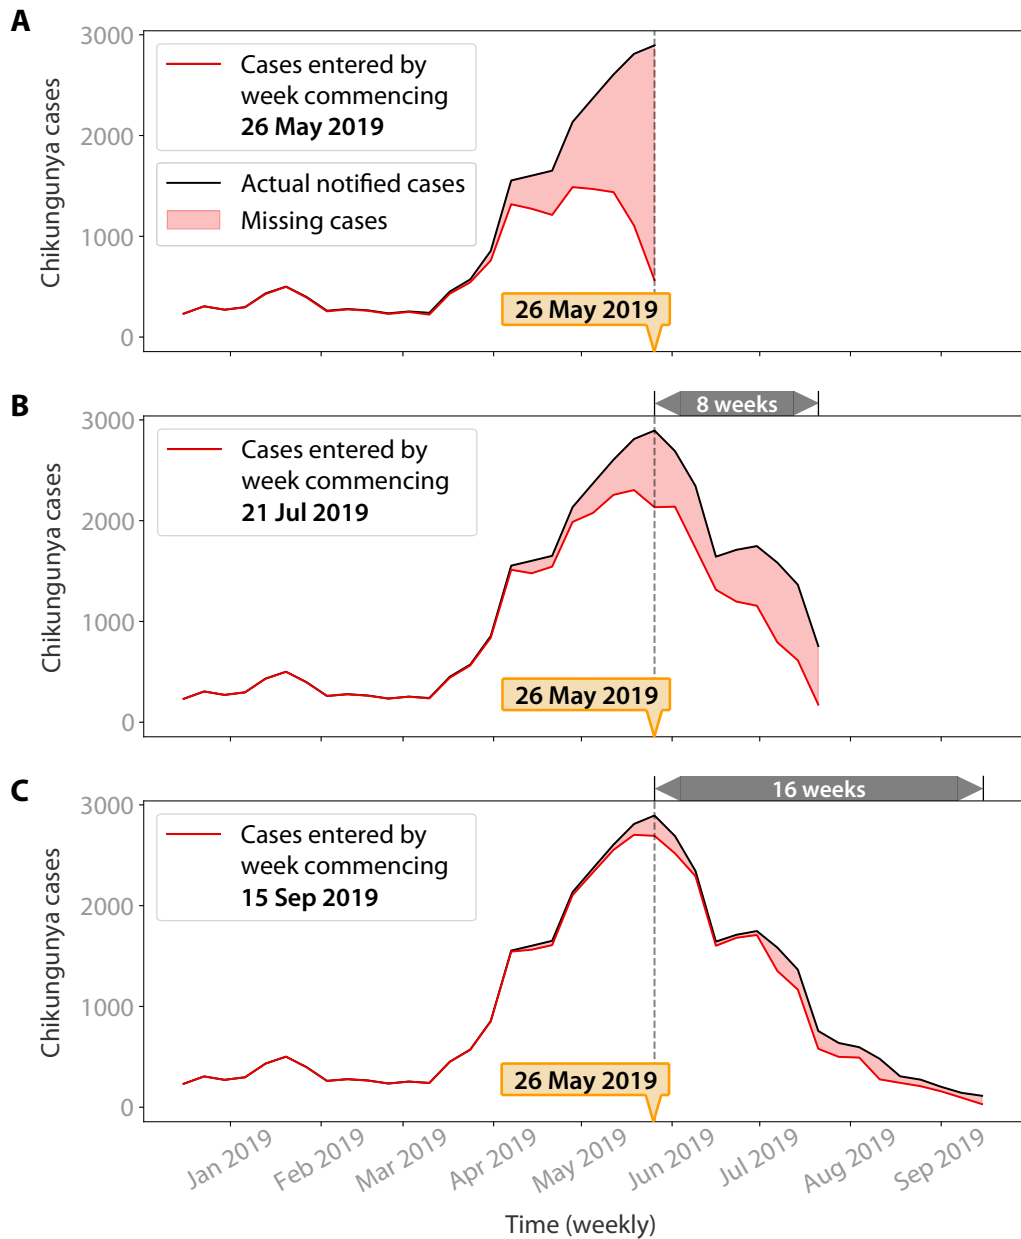 A
Chikungunya cases
3000
2000
1000
0
Cases entered by
week commencing
26 May 2019
Actual notified cases
Missing cases
26 May 2019
B
Chikungunya cases
3000
2000
1000
0
8 weeks
Cases entered by
week commencing
21 Jul 2019
26 May 2019
C
Chikungunya cases
3000
2000
1000
0
16 weeks
Cases entered by
week commencing
15 Sep 2019
26 May 2019
Jan 2019
Feb 2019
Mar 2019
Apr 2019
May 2019
Jun 2019
Jul 2019
Aug 2019
Sep 2019
Time (weekly)